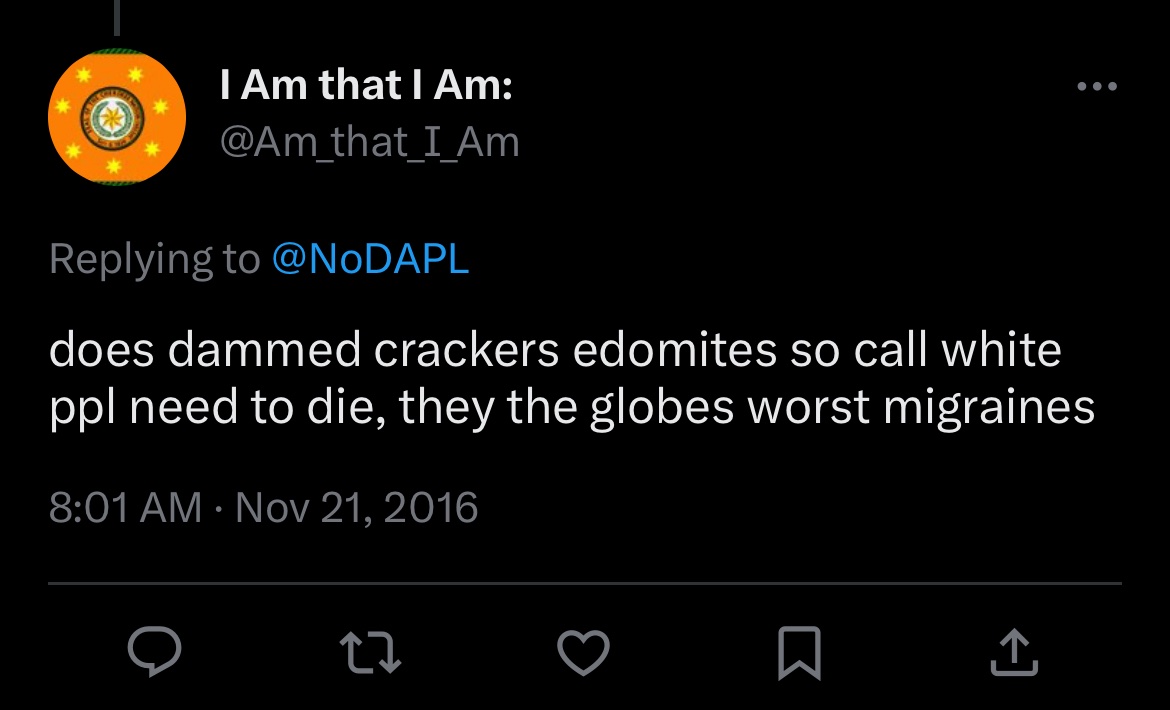 I Am that I Am:
@Am_that_I_Am
Replying to @NoDAPL
does dammed crackers edomites so call white
ppl need to die, they the globes worst migraines
8:01 AM · Nov 21, 2016